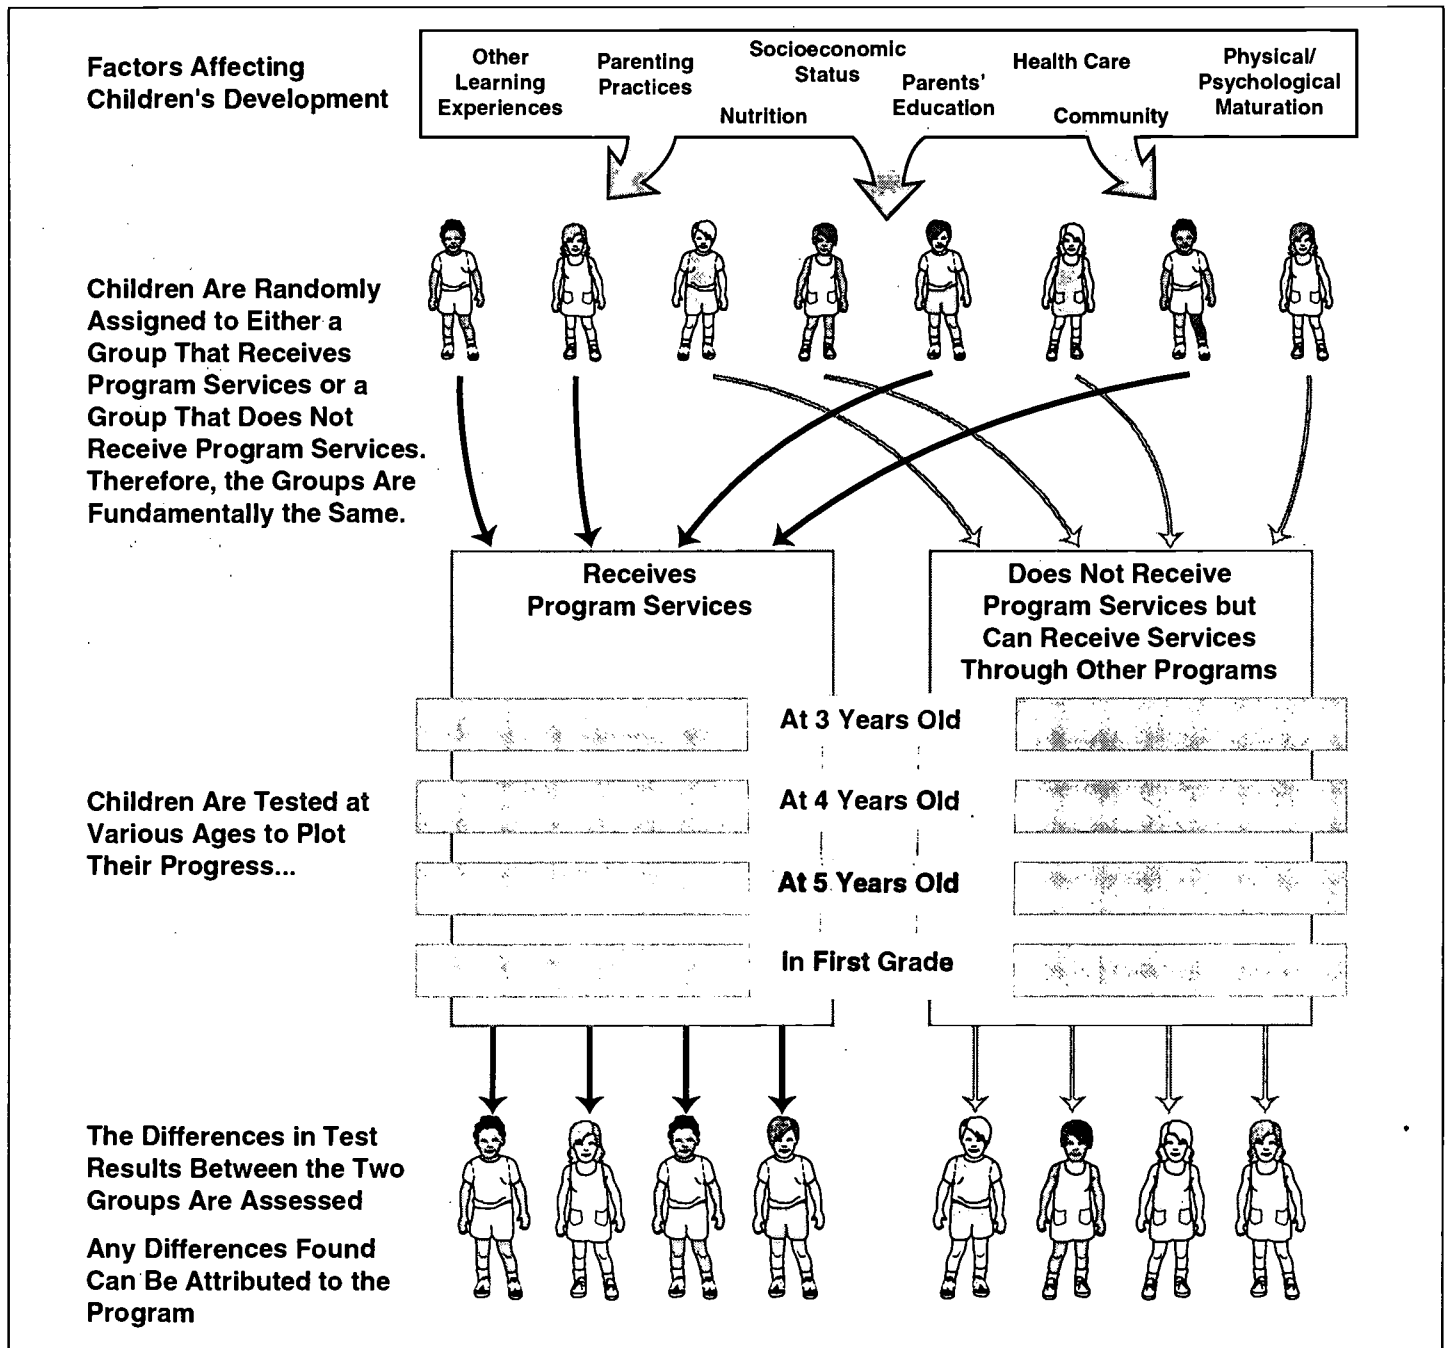 Factors Affecting
Children's Development
Other
Learning
Experiences
Parenting
Practices
Socioeconomic
Status
Nutrition
Parents'
Education
Health Care
Community
Physical/
Psychological
Maturation
Children Are Randomly
Assigned to Either a
Group That Receives
Program Services or a
Group That Does Not
Receive Program Services.
Therefore, the Groups Are
Fundamentally the Same.
Receives
Program Services
Does Not Receive
Program Services but
Can Receive Services
Through Other Programs
Children Are Tested at
Various Ages to Plot
Their Progress...
At 3 Years Old
At 4 Years Old
At 5 Years Old
In First Grade
The Differences in Test
Results Between the Two
Groups Are Assessed
Any Differences Found
Can Be Attributed to the
Program